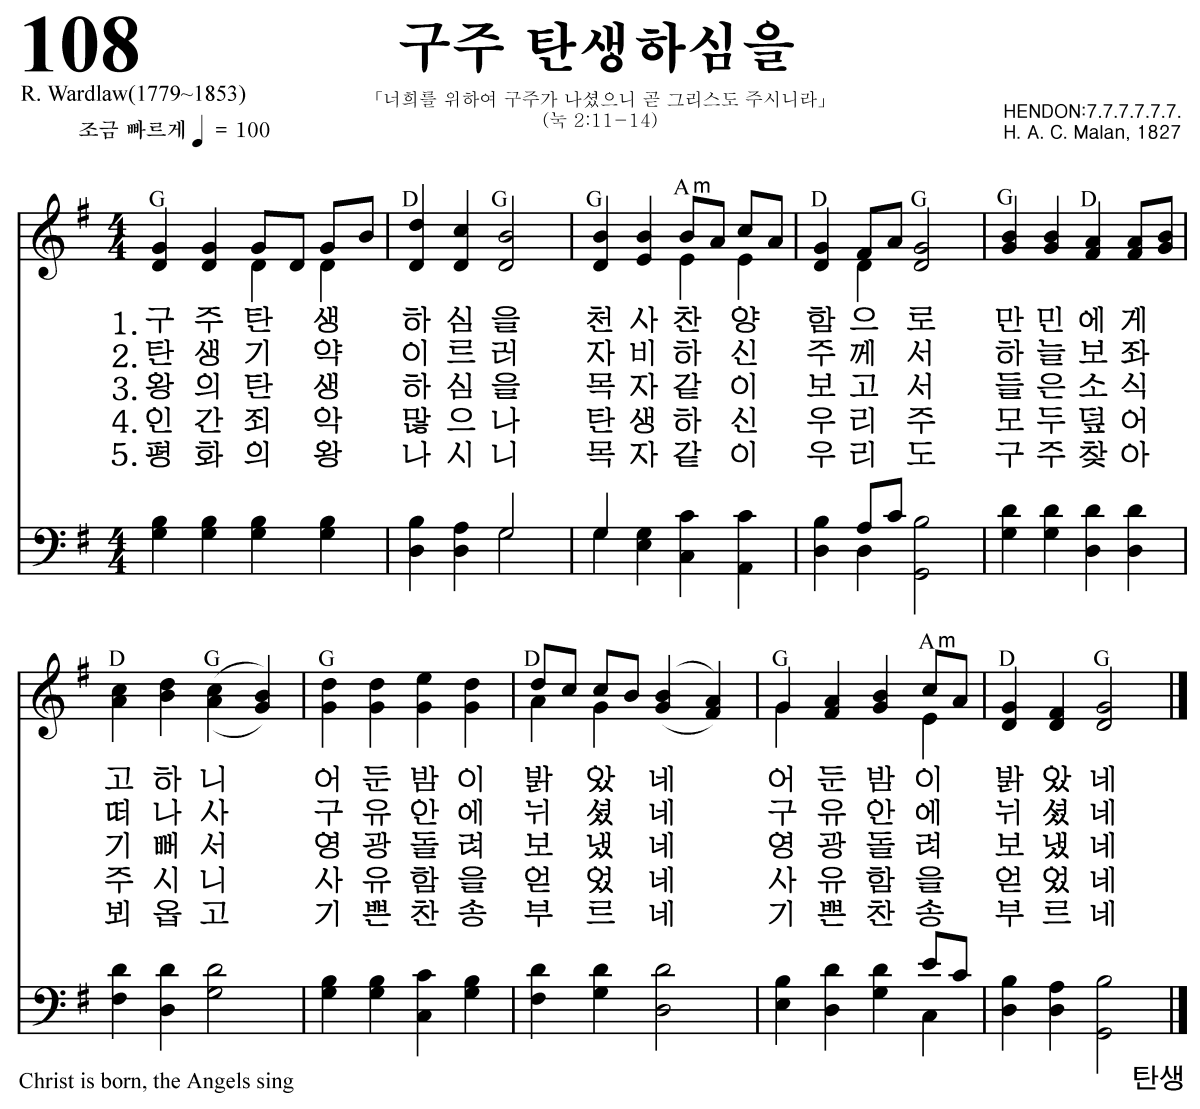 108
구주 탄생하심을
R. Wardlaw(1779~1853)
「너희를 위하여 구주가 나셨으니 곧 그리스도 주시니라」
(눅 2:11-14)
조금 빠르게 ♩ = 100
HENDON:7.7.7.7.7.7.
H. A. C. Malan, 1827
G D G G Am D G G D
1. 구 주 탄 생 하 심 을 천 사 찬 양 함 으 로 만 민 에 게
2. 탄 생 기 약 이 르 러 자 비 하 신 주 께 서 하 늘 보 좌
3. 왕 의 탄 생 하 심 을 목 자 같 이 보 고 서 들 은 소 식
4. 인 간 죄 악 많 으 나 탄 생 하 신 우 리 주 모 두 덮 어
5. 평 화 의 왕 나 시 니 목 자 같 이 우 리 도 구 주 찾 아
D G G D G Am D G
고 하 니 어 둔 밤 이 밝 았 네 어 둔 밤 이 밝 았 네
떠 나 사 구 유 안 에 뉘 셨 네 구 유 안 에 뉘 셨 네
기 뻐 서 영 광 돌 려 보 냈 네 영 광 돌 려 보 냈 네
주 시 니 사 유 함 을 얻 었 네 사 유 함 을 얻 었 네
뵈 옵 고 기 쁜 찬 송 부 르 네 기 쁜 찬 송 부 르 네
Christ is born, the Angels sing
탄생